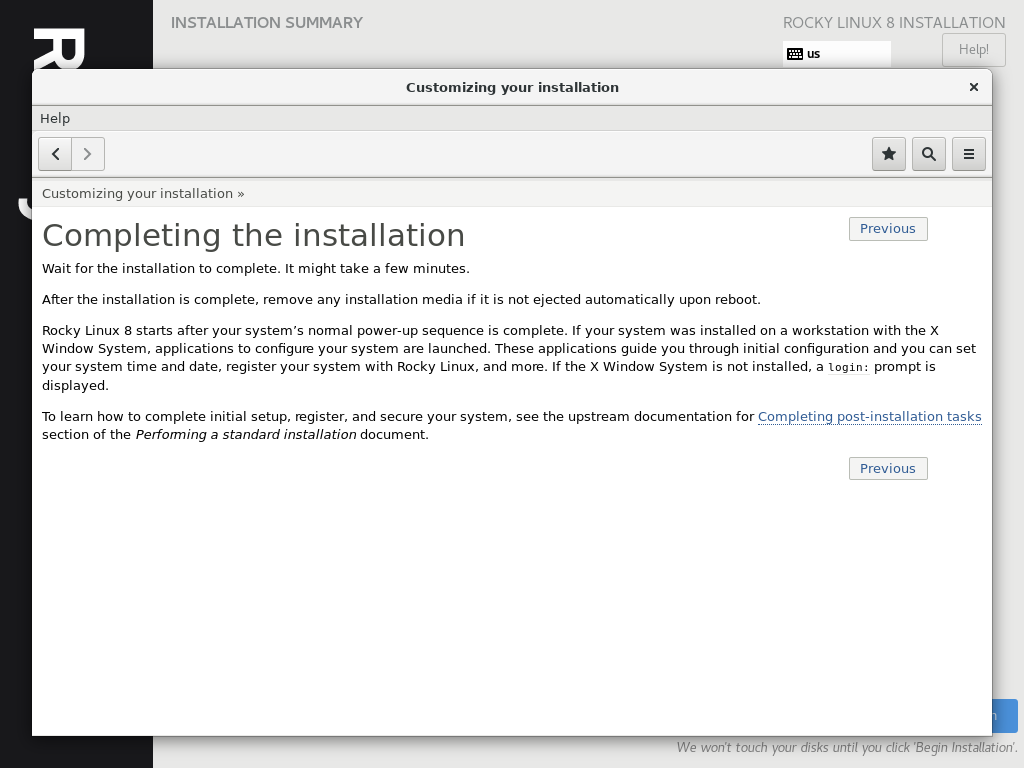 INSTALLATION SUMMARY
ROCKY LINUX 8 INSTALLATION
us
Help!
R
Customizing your installation
Help
Customizing your installation »
Completing the installation
Previous
Wait for the installation to complete. It might take a few minutes.
After the installation is complete, remove any installation media if it is not ejected automatically upon reboot.
Rocky Linux 8 starts after your system’s normal power-up sequence is complete. If your system was installed on a workstation with the X
Window System, applications to configure your system are launched. These applications guide you through initial configuration and you can set
your system time and date, register your system with Rocky Linux, and more. If the X Window System is not installed, a login: prompt is
displayed.
To learn how to complete initial setup, register, and secure your system, see the upstream documentation for Completing post-installation tasks
section of the Performing a standard installation document.
Previous
We won't touch your disks until you click 'Begin Installation'.